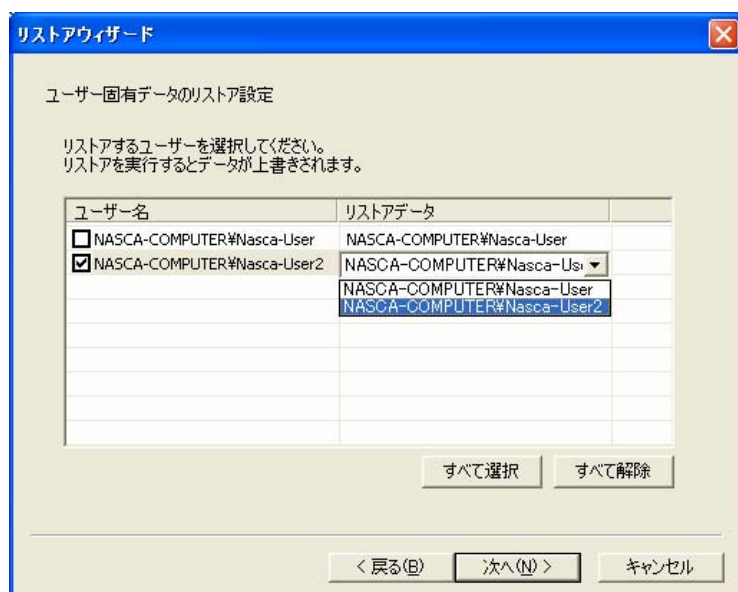 リストアウィザード
ユーザー固有データのリストア設定
リストアするユーザーを選択してください。
リストアを実行するとデータが上書きされます。
ユーザー名 リストアデータ
NASCA-COMPUTER¥Nasca-User NASCA-COMPUTER¥Nasca-User
NASCA-COMPUTER¥Nasca-User2 NASCA-COMPUTER¥Nasca-Us
NASCA-COMPUTER¥Nasca-User
NASCA-COMPUTER¥Nasca-User2
すべて選択 すべて解除
< 戻る(B) 次へ(N) > キャンセル